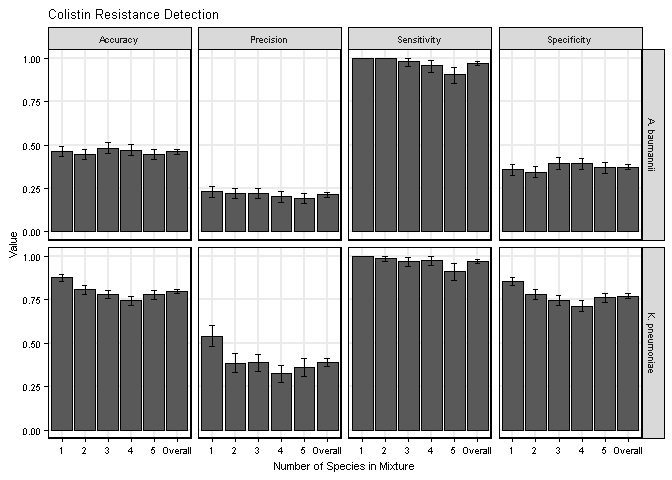 Colistin Resistance Detection
Accuracy Precision Sensitivity Specificity
1.00
0.75
0.50
0.25
0.00
A. baumannii
1.00
0.75
0.50
0.25
0.00
K. pneumoniae
Value
1 2 3 4 5 Overall 1 2 3 4 5 Overall 1 2 3 4 5 Overall 1 2 3 4 5 Overall
Number of Species in Mixture